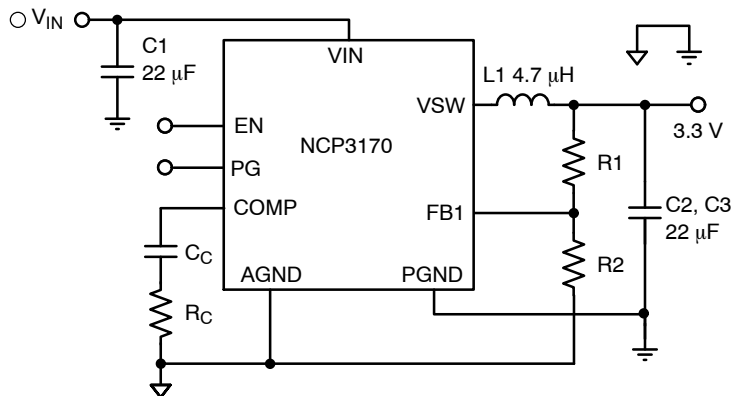 V_IN
C1
22 μF
VIN
L1 4.7 μH
VSW
3.3 V
EN
NCP3170
PG
R1
COMP
FB1
C2, C3
22 μF
C_C
R2
AGND
PGND
R_C